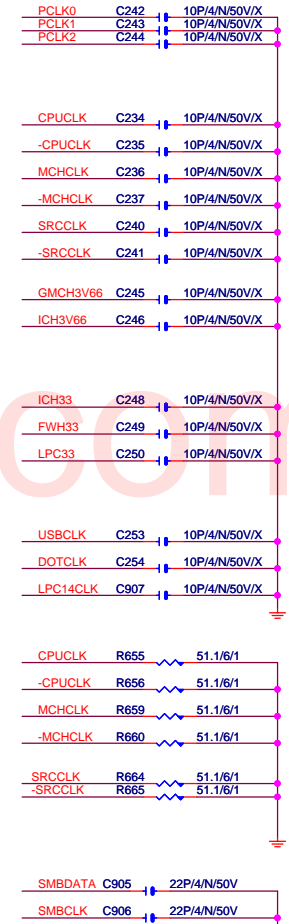 PCLK0 C242 10P/4/N/50V/X
PCLK1 C243 10P/4/N/50V/X
PCLK2 C244 10P/4/N/50V/X
CPUCLK C234 10P/4/N/50V/X
-CPUCLK C235 10P/4/N/50V/X
MCHCLK C236 10P/4/N/50V/X
-MCHCLK C237 10P/4/N/50V/X
SRCCLK C240 10P/4/N/50V/X
-SRCCLK C241 10P/4/N/50V/X
GMCH3V66 C245 10P/4/N/50V/X
ICH3V66 C246 10P/4/N/50V/X
ICH33 C248 10P/4/N/50V/X
FWH33 C249 10P/4/N/50V/X
LPC33 C250 10P/4/N/50V/X
com
USBCLK C253 10P/4/N/50V/X
DOTCLK C254 10P/4/N/50V/X
LPC14CLK C907 10P/4/N/50V/X
CPUCLK R655 51.1/6/1
-CPUCLK R656 51.1/6/1
MCHCLK R659 51.1/6/1
-MCHCLK R660 51.1/6/1
SRCCLK R664 51.1/6/1
-SRCCLK R665 51.1/6/1
SMBDATA C905 22P/4/N/50V
SMBCLK C906 22P/4/N/50V